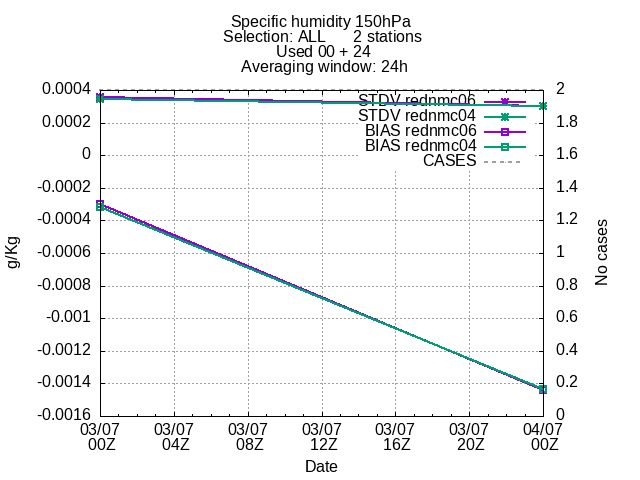 Specific humidity 150hPa
Selection: ALL 2 stations
Used 00 + 24
Averaging window: 24h
0.0004
0.0002
0
-0.0002
-0.0004
-0.0006
-0.0008
-0.001
-0.0012
-0.0014
-0.0016
g/Kg
STDV rednmc06
STDV rednmc04
BIAS rednmc06
BIAS rednmc04
CASES
2
1.8
1.6
1.4
1.2
1
0.8
0.6
0.4
0.2
0
No cases
03/07 03/07 03/07 03/07 03/07 03/07 04/07
00Z 04Z 08Z 12Z 16Z 20Z 00Z
Date